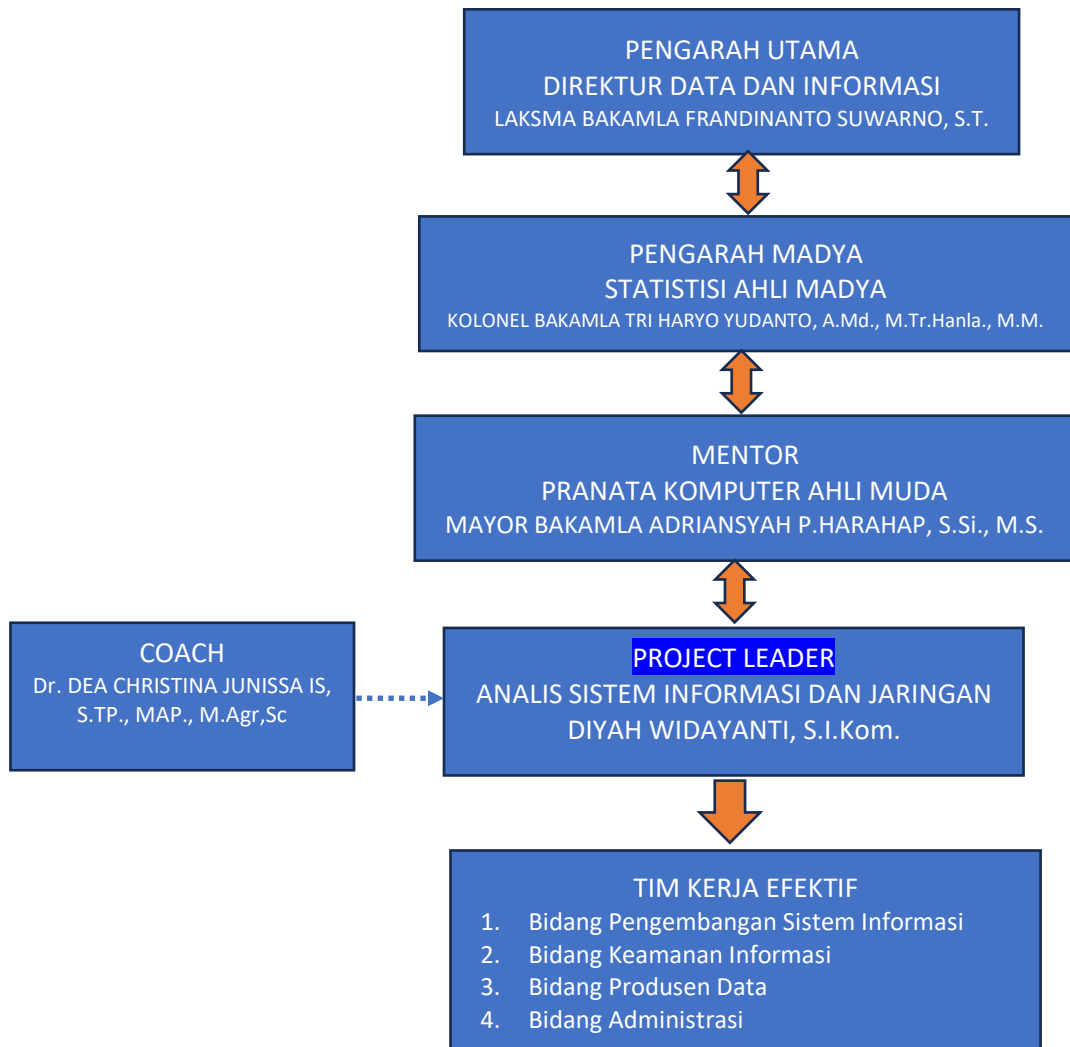 PENGARAH UTAMA
DIREKTUR DATA DAN INFORMASI
LAKSMA BAKAMLA FRANDINANTO SUWARNO, S.T.
PENGARAH MADYA
STATISTISI AHLI MADYA
KOLONEL BAKAMLA TRI HARYO YUDANTO, A.Md., M.Tr.Hanla., M.M.
MENTOR
PRANATA KOMPUTER AHLI MUDA
MAYOR BAKAMLA ADRIANSYAH P.HARAHAP, S.Si., M.S.
COACH
Dr. DEA CHRISTINA JUNISSA IS,
S.TP., MAP., M.Agr,Sc
PROJECT LEADER
ANALIS SISTEM INFORMASI DAN JARINGAN
DIYAH WIDAYANTI, S.I.Kom.
TIM KERJA EFEKTIF
1. Bidang Pengembangan Sistem Informasi
2. Bidang Keamanan Informasi
3. Bidang Produsen Data
4. Bidang Administrasi